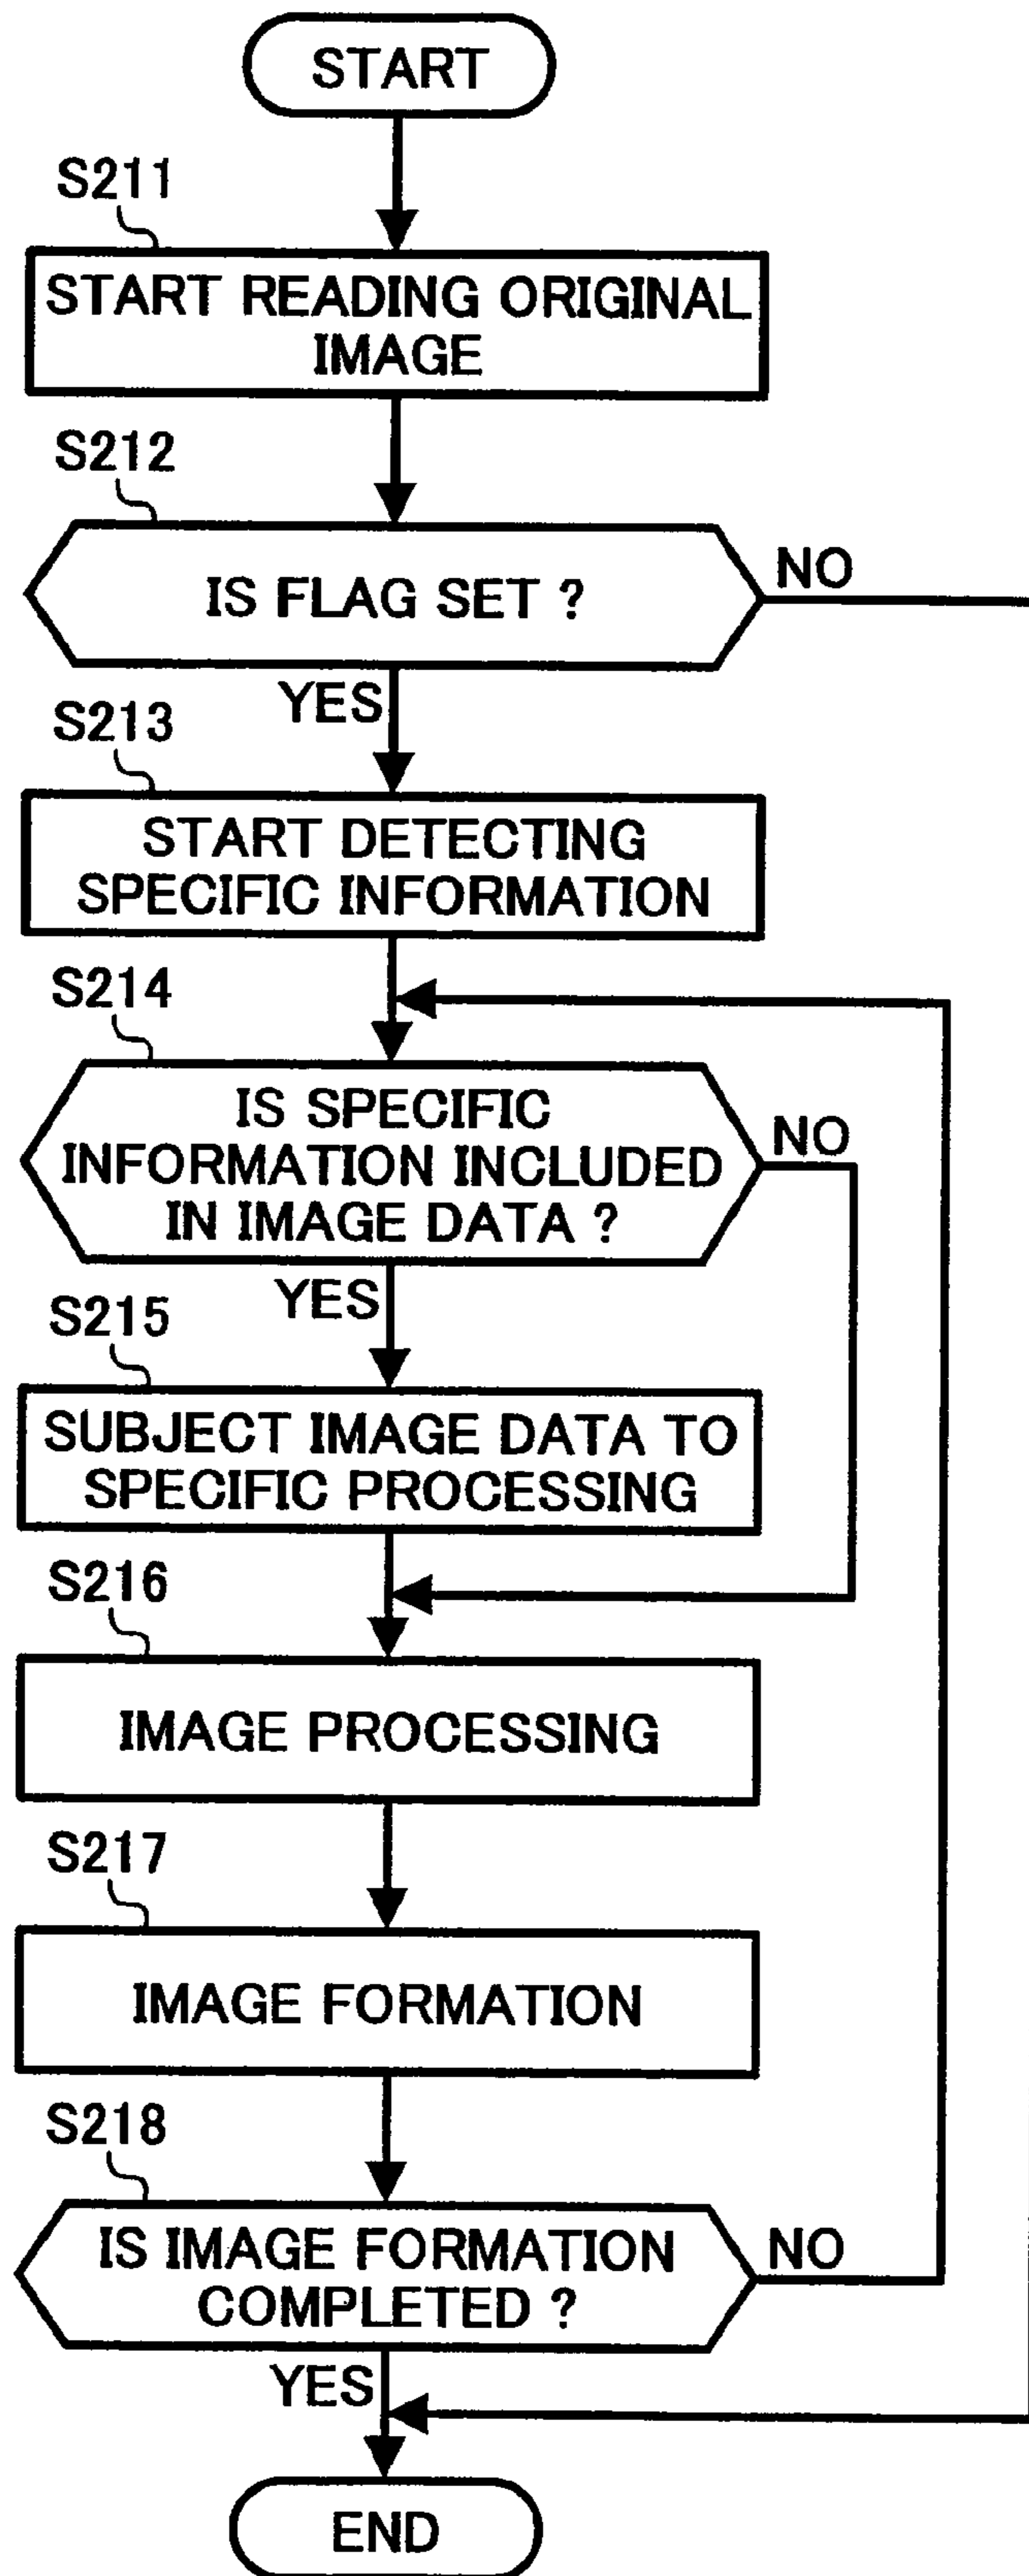 START
S211
START READING ORIGINAL
IMAGE
S212
IS FLAG SET ?
NO
YES
S213
START DETECTING
SPECIFIC INFORMATION
S214
IS SPECIFIC
INFORMATION INCLUDED
IN IMAGE DATA ?
NO
YES
S215
SUBJECT IMAGE DATA TO
SPECIFIC PROCESSING
S216
IMAGE PROCESSING
S217
IMAGE FORMATION
S218
IS IMAGE FORMATION
COMPLETED ?
NO
YES
END